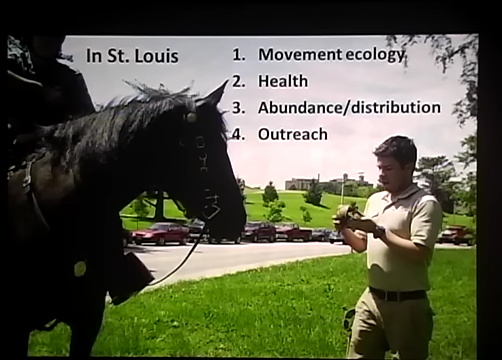 In St. Louis
1. Movement ecology
2. Health
3. Abundance/distribution
4. Outreach